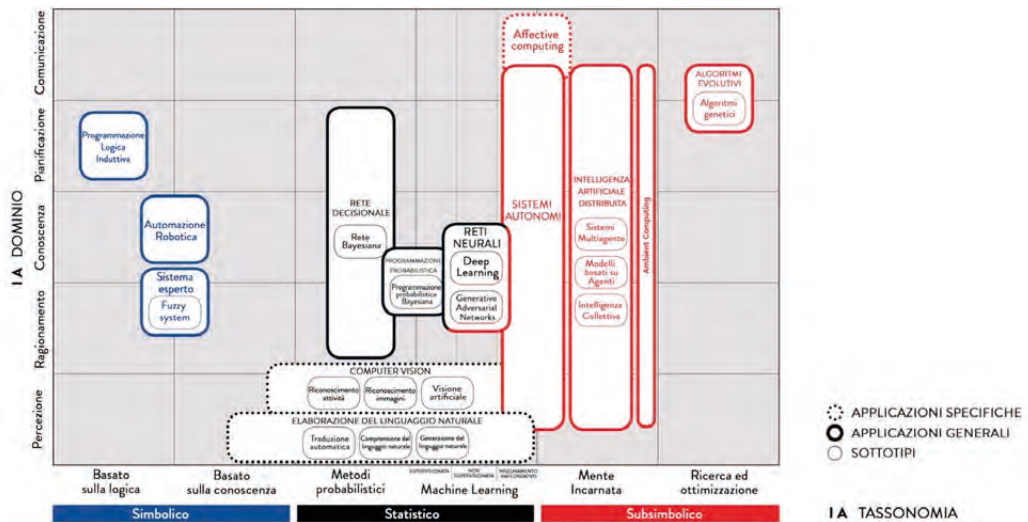 Affective
computing
ALGORITMI
EVOLUTIVI
Algoritmi
genetici
Programmazione
Logica
Induttiva
RETE
DECISIONALE
Rete
Bayesiana
SISTEMI
AUTONOMI
INTELLIGENZA
ARTIFICIALE
DISTRIBUITA
Sistemi
Multiagente
Modelli
basati su
Agenti
Intelligenza
Collettiva
Ambient Computing
Automazione
Robotica
Sistema
esperto
Fuzzy
system
PROGRAMMAZIONE
PROBABILISTICA
Programmazione
probabilistica
Bayesiana
RETI
NEURALI
Deep
Learning
Generative
Adversarial
Networks
COMPUTER VISION
Riconoscimento
attività
Riconoscimento
immagini
Visione
artificiale
ELABORAZIONE DEL LINGUAGGIO NATURALE
Traduzione
automatica
Comprensione del
linguaggio naturale
Generazione del
linguaggio naturale
IA DOMINIO
Comunicazione
Pianificazione
Conoscenza
Ragionamento
Percezione
Basato
sulla logica
Basato
sulla conoscenza
Metodi
probabilistici
SUPERVISIONATA
NON
SUPERVISIONATA
Machine Learning
Mente
Incarnata
Ricerca ed
ottimizzazione
Simbolico
Statistico
Subsimbolico
APPLICAZIONI SPECIFICHE
APPLICAZIONI GENERALI
SOTTOTIPI
IA TASSONOMIA